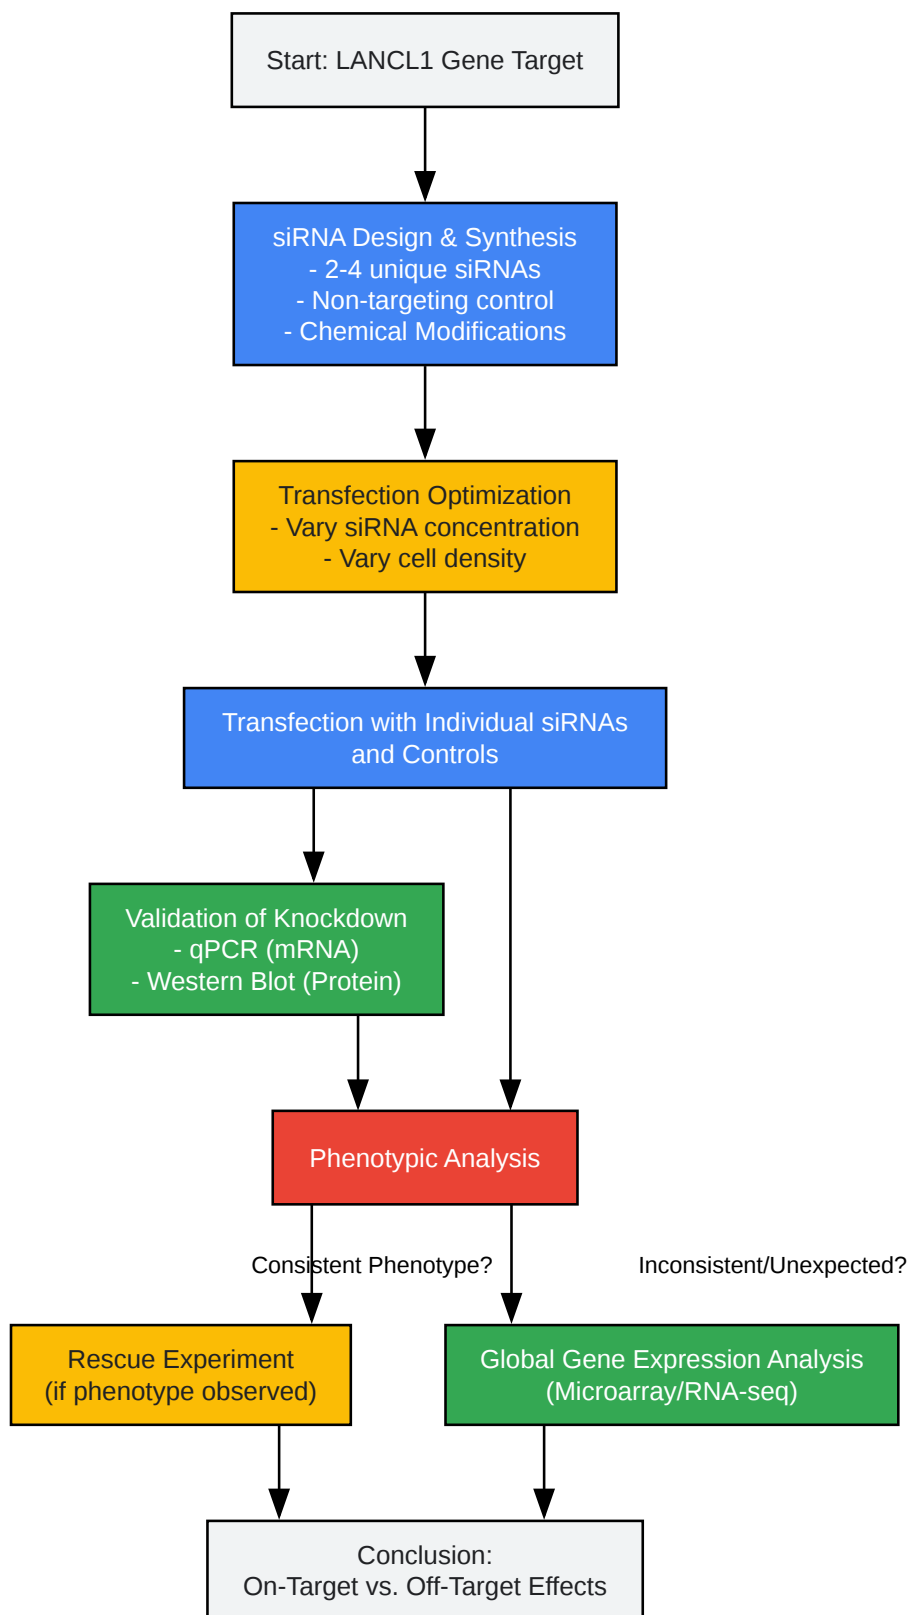 Start: LANCL1 Gene Target
siRNA Design & Synthesis
- 2-4 unique siRNAs
- Non-targeting control
- Chemical Modifications
Transfection Optimization
- Vary siRNA concentration
- Vary cell density
Transfection with Individual siRNAs
and Controls
Validation of Knockdown
- qPCR (mRNA)
- Western Blot (Protein)
Phenotypic Analysis
Consistent Phenotype?
Inconsistent/Unexpected?
Rescue Experiment
(if phenotype observed)
Global Gene Expression Analysis
(Microarray/RNA-seq)
Conclusion:
On-Target vs. Off-Target Effects